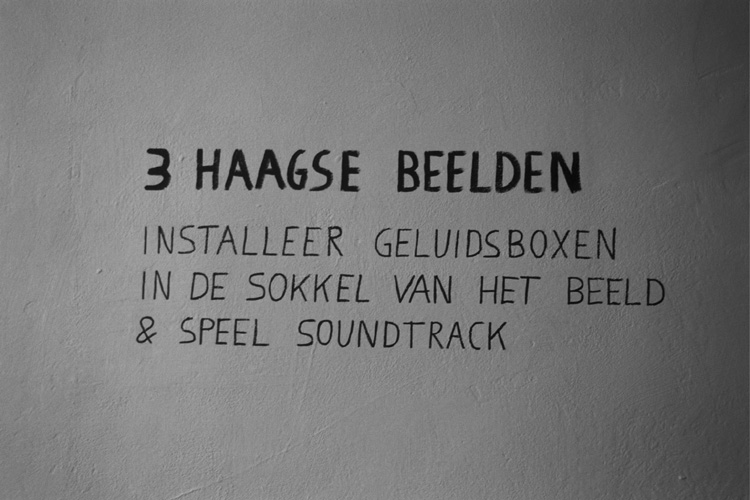 3 HAAGSE BEELDEN
INSTALLEER GELUIDSBOXEN
IN DE SOKKEL VAN HET BEELD
& SPEEL SOUNDTRACK